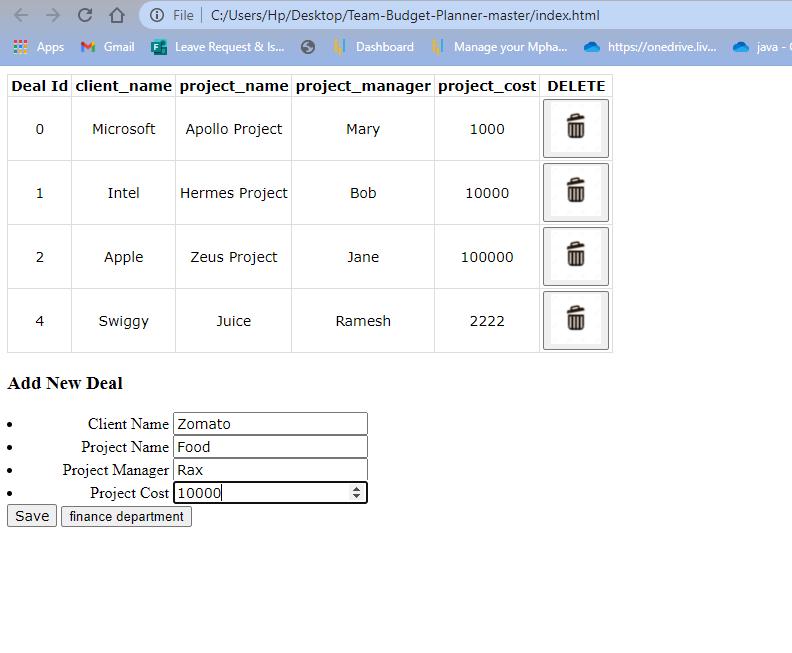 File C:/Users/Hp/Desktop/Team-Budget-Planner-master/index.html
Apps Gmail Leave Request & Is... Dashboard Manage your Mpha... https://onedrive.liv... java -
Deal Id client_name project_name project_manager project_cost DELETE
0 Microsoft Apollo Project Mary 1000
1 Intel Hermes Project Bob 10000
2 Apple Zeus Project Jane 100000
4 Swiggy Juice Ramesh 2222
Add New Deal
• Client Name Zomato
• Project Name Food
• Project Manager Rax
• Project Cost 10000
Save finance department